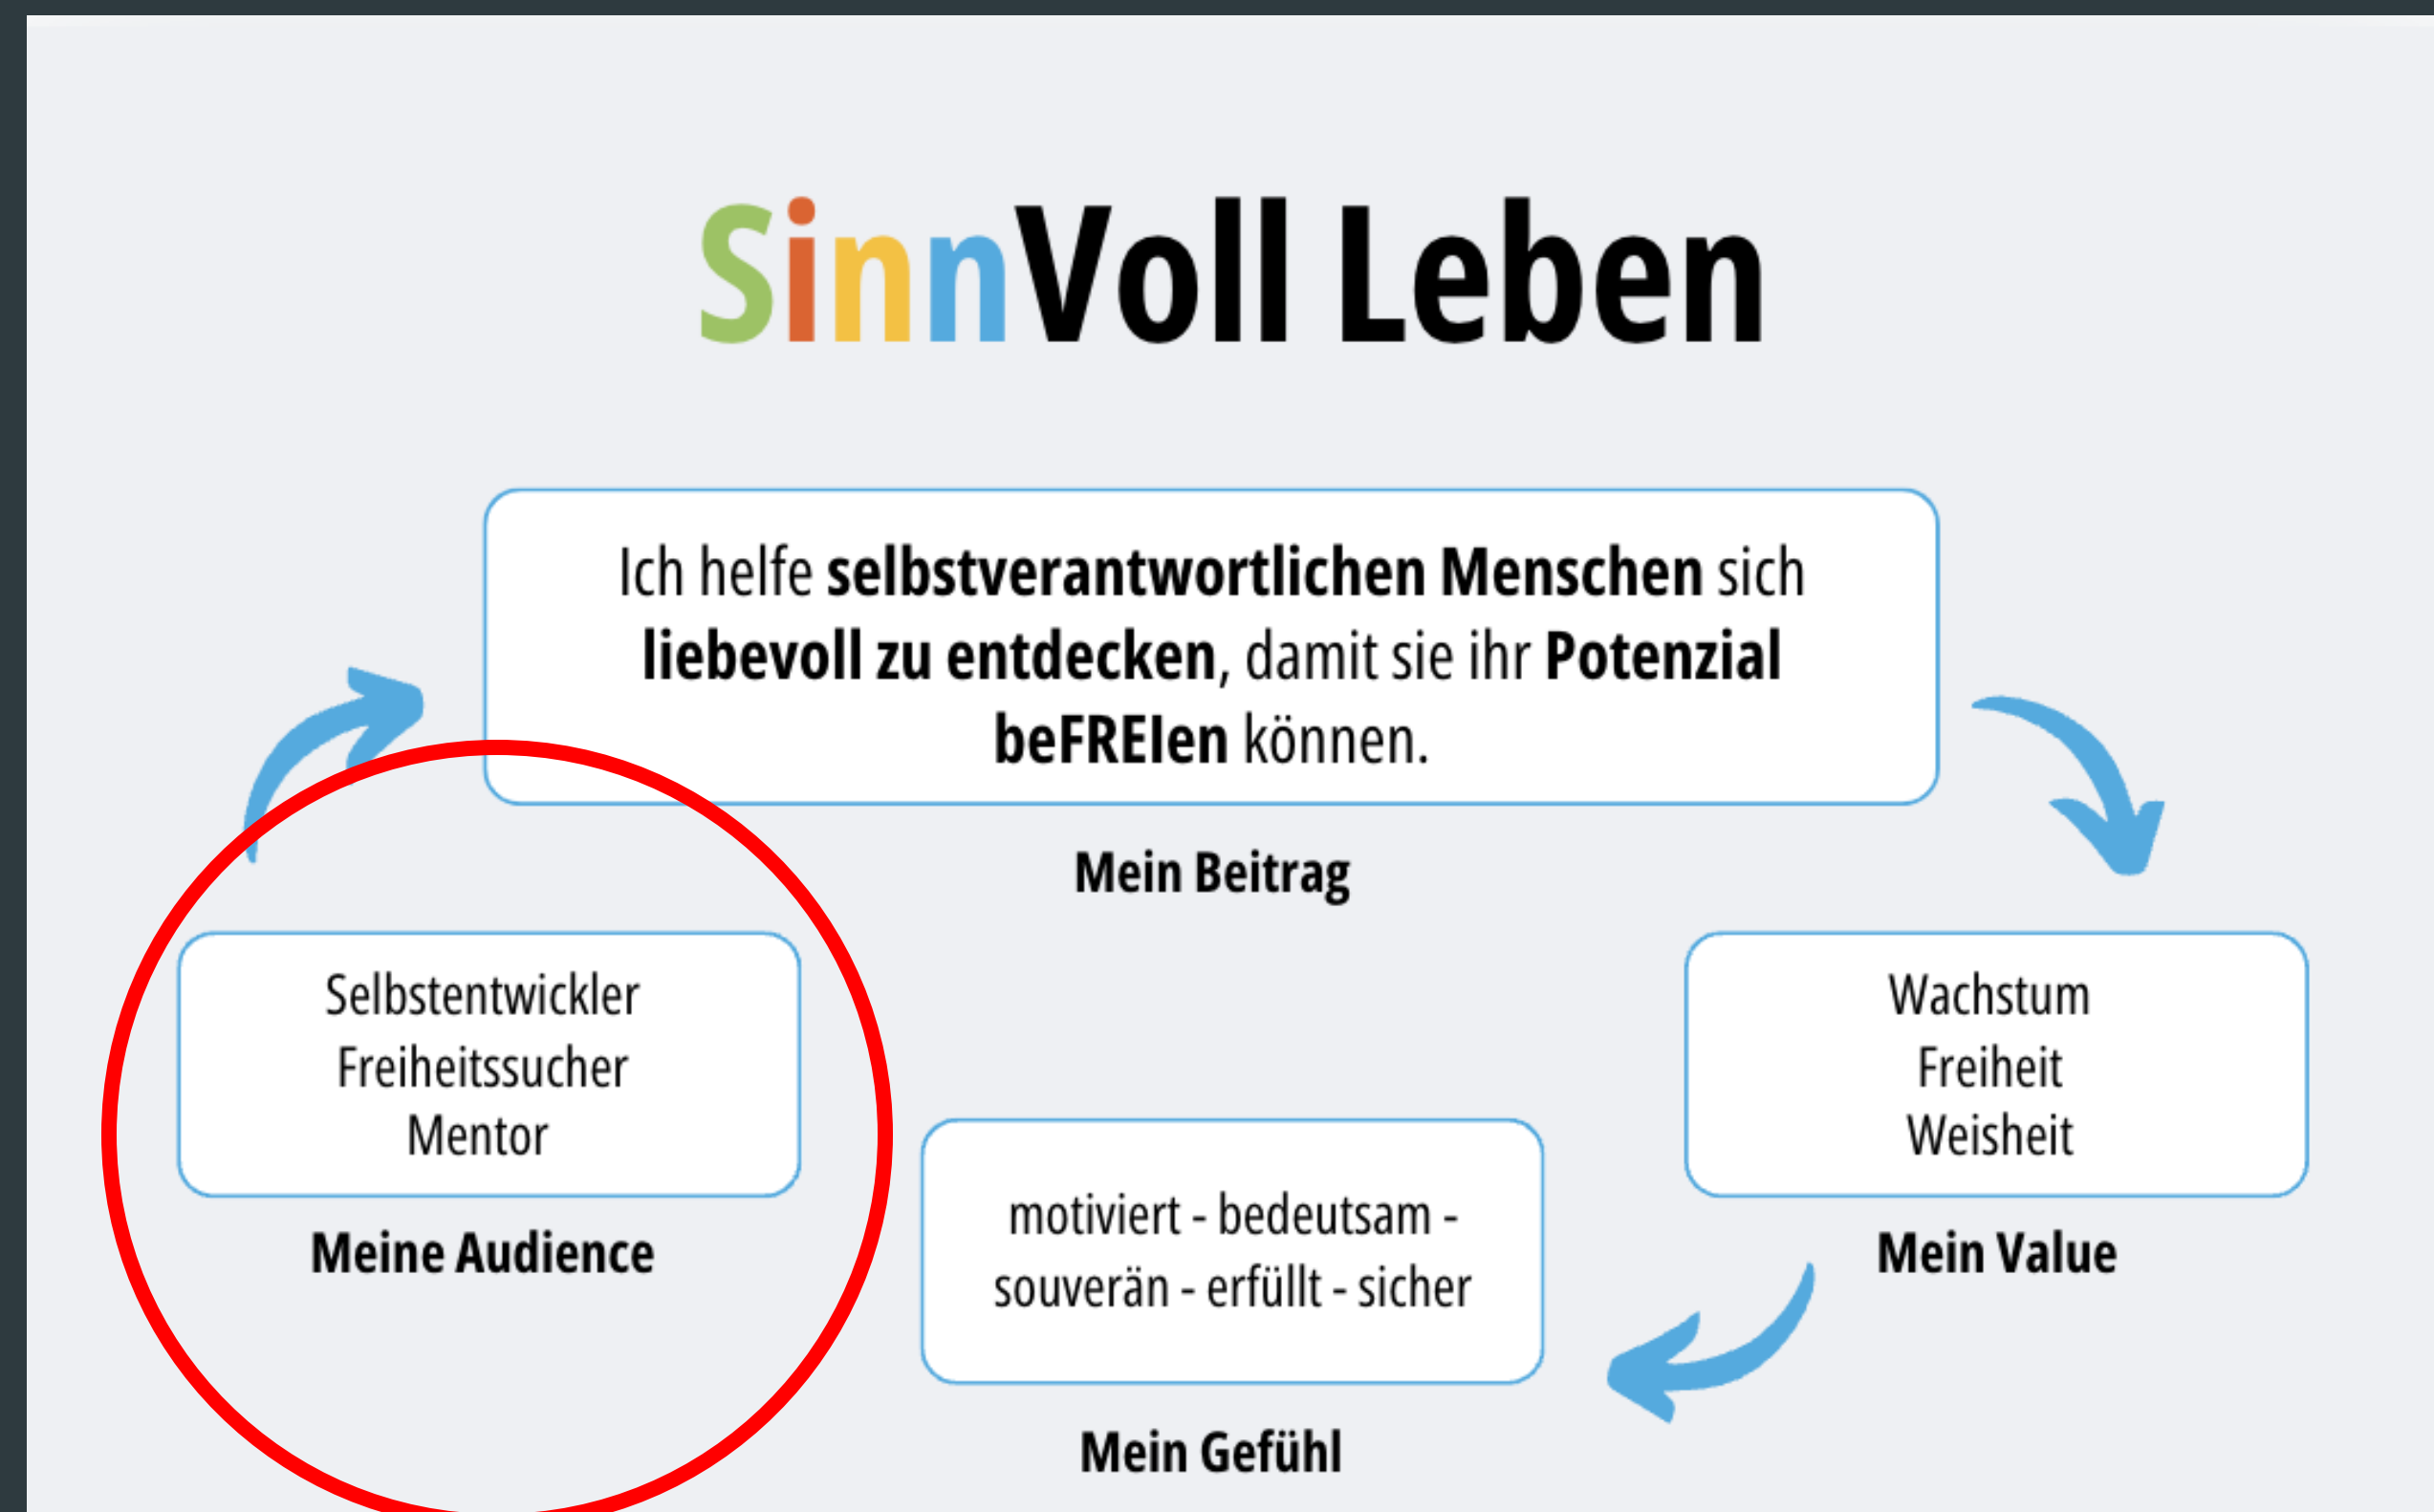 SinnVoll Leben
Ich helfe selbstverantwortlichen Menschen sich
liebevoll zu entdecken, damit sie ihr Potenzial
beFREIen können.
Mein Beitrag
Selbstentwickler
Freiheitssucher
Mentor
Meine Audience
Wachstum
Freiheit
Weisheit
Mein Value
motiviert - bedeutsam -
souverän - erfüllt - sicher
Mein Gefühl